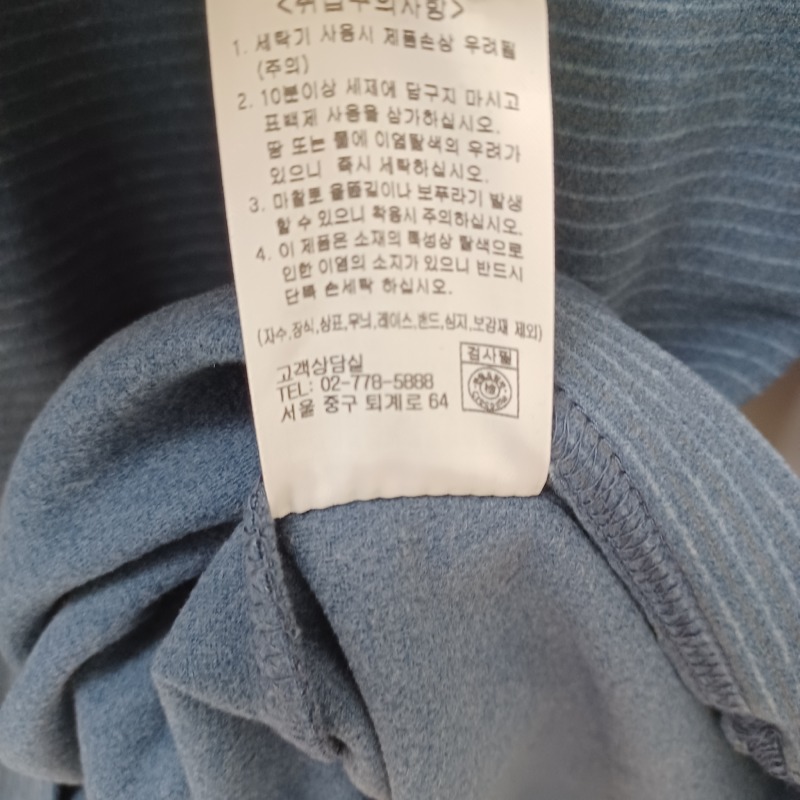 <취급주의사항>
1. 세탁기 사용시 제품손상 우려됨
(주의)
2. 10분이상 세제에 담구지 마시고
표백제 사용을 삼가하십시오.
땀 또는 물에 이염탈색의 우려가
있으니 즉시 세탁하십시오.
3. 마찰로 올뜯김이나 보푸라기 발생
할 수 있으니 착용시 주의하십시오.
4. 이 제품은 소재의 특성상 탈색으로
인한 이염의 소지가 있으니 반드시
단독 손세탁 하십시오.
(자수,장식,상표,무늬,레이스,밴드,심지,보강재 제외)
고객상담실
TEL: 02-778-5888
서울 중구 퇴계로 64
검사필